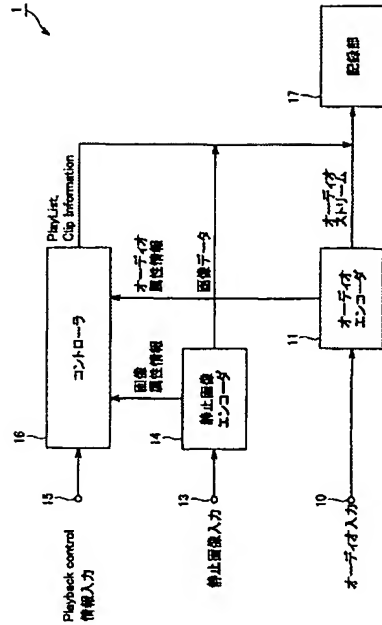 1
PlayList,
Clip Information
16
コントローラ
15
Playback control
情報入力
画像
属性情報
オーディオ
属性情報
14
静止画像
エンコーダ
画像データ
13
静止画像入力
17
記録部
11
オーディオ
エンコーダ
オーディオ
ストリーム
10
オーディオ入力